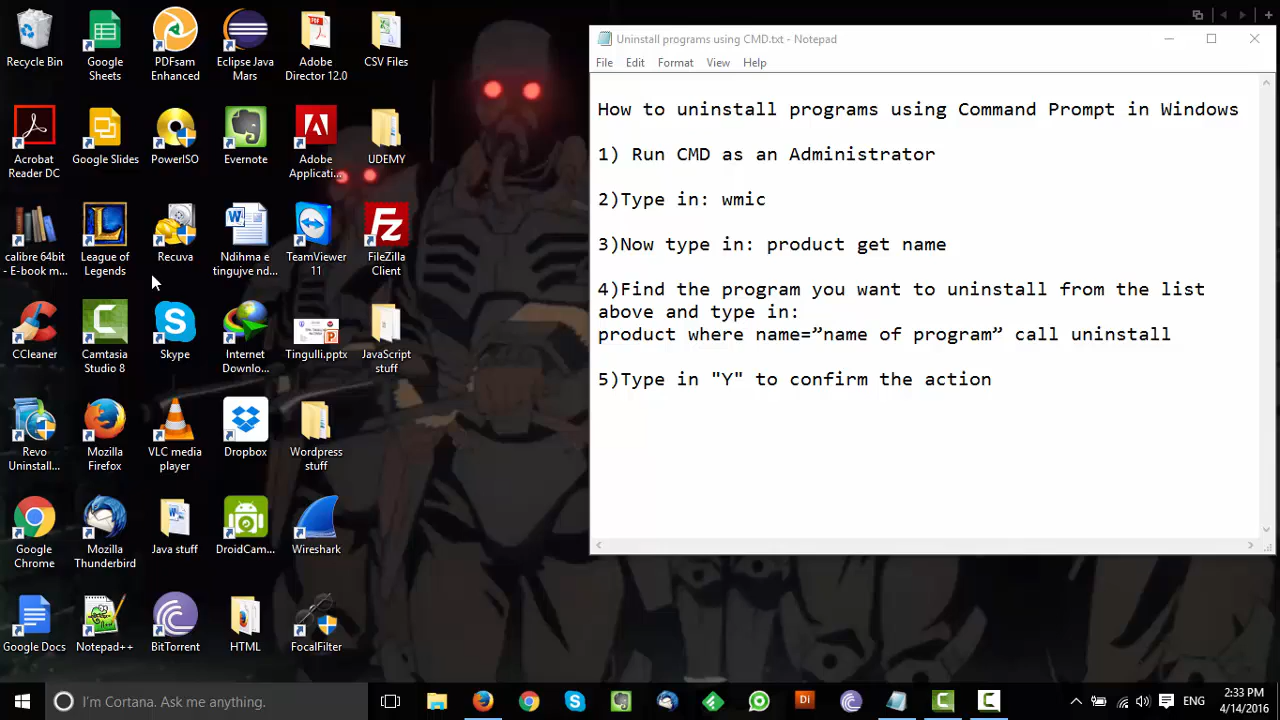 Recycle Bin
Google
Sheets
PDFsam
Enhanced
Eclipse Java
Mars
Adobe
Director 12.0
CSV Files
Acrobat
Reader DC
Google Slides
PowerISO
Evernote
Adobe
Applicati...
UDEMY
calibre 64bit
- E-book m...
League of
Legends
Recuva
Ndihma e
tingujve nd...
TeamViewer
11
FileZilla
Client
CCleaner
Camtasia
Studio 8
Skype
Internet
Downlo...
Tingulli.pptx
JavaScript
stuff
Revo
Uninstall...
Mozilla
Firefox
VLC media
player
Dropbox
Wordpress
stuff
Google
Chrome
Mozilla
Thunderbird
Java stuff
DroidCam...
Wireshark
Google Docs
Notepad++
BitTorrent
HTML
FocalFilter
Uninstall programs using CMD.txt - Notepad
File Edit Format View Help
How to uninstall programs using Command Prompt in Windows
1) Run CMD as an Administrator
2)Type in: wmic
3)Now type in: product get name
4)Find the program you want to uninstall from the list
above and type in:
product where name=”name of program” call uninstall
5)Type in "Y" to confirm the action
I'm Cortana. Ask me anything.
Di
ENG
2:33 PM
4/14/2016